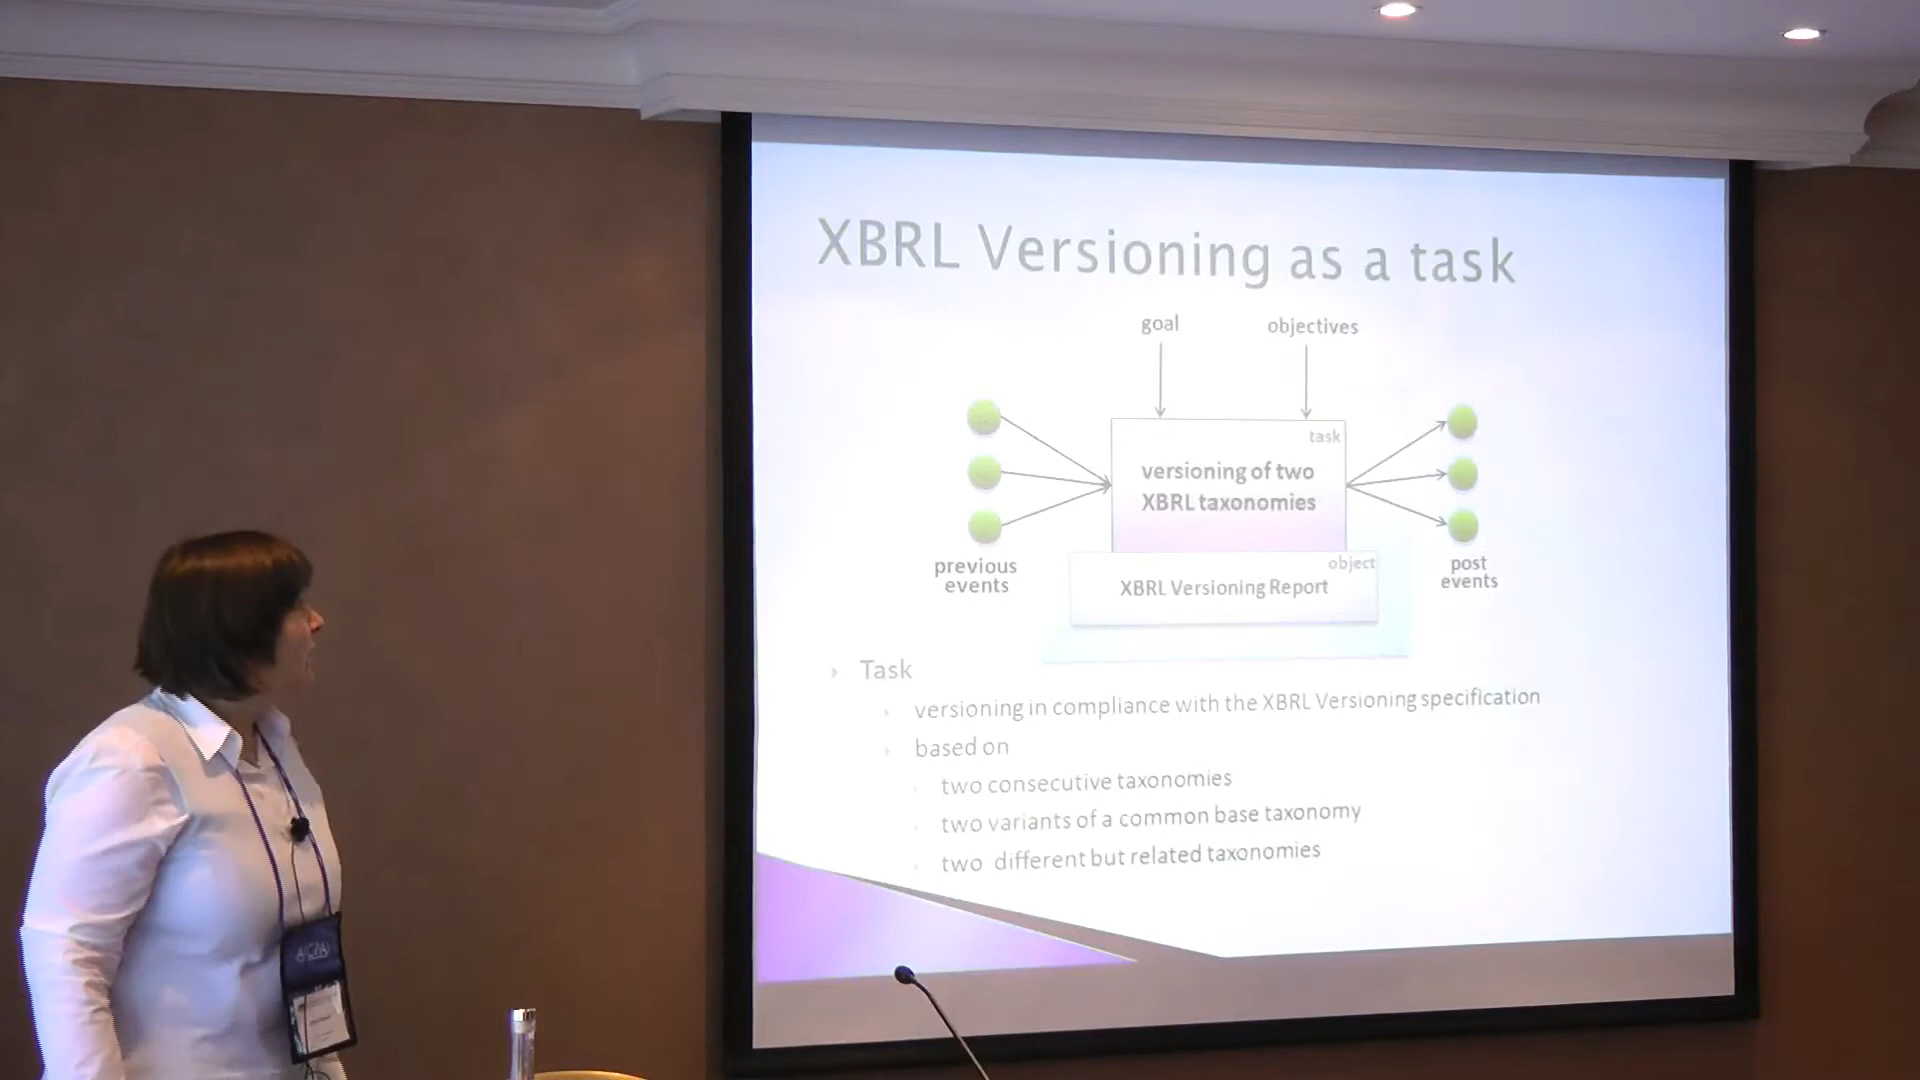 XBRL Versioning as a task
goal
objectives
task
versioning of two
XBRL taxonomies
object
XBRL Versioning Report
previous
events
post
events
Task
versioning in compliance with the XBRL Versioning specification
based on
two consecutive taxonomies
two variants of a common base taxonomy
two different but related taxonomies
AICPA